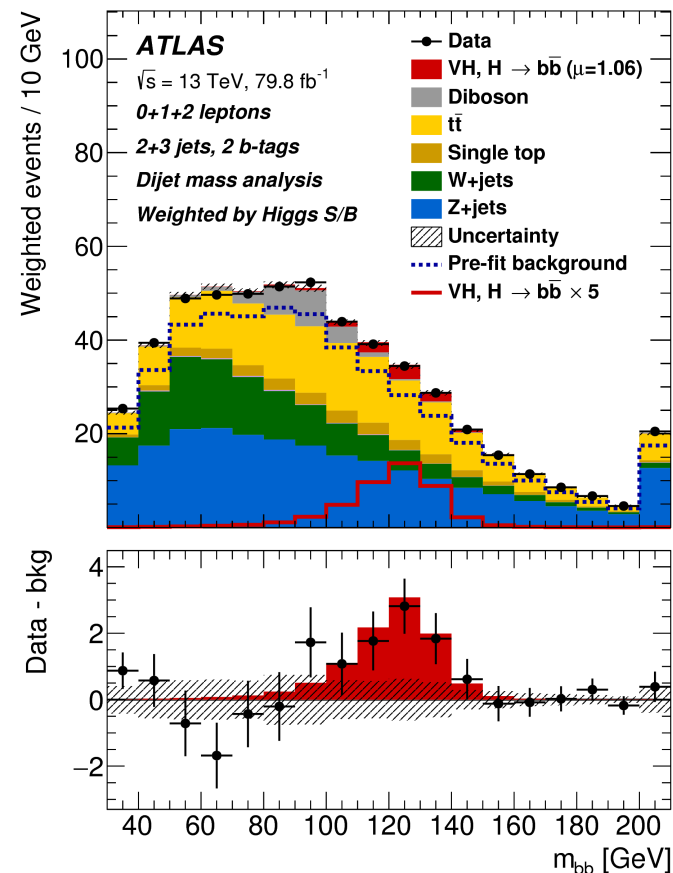 ATLAS
√s = 13 TeV, 79.8 fb⁻¹
0+1+2 leptons
2+3 jets, 2 b-tags
Dijet mass analysis
Weighted by Higgs S/B
Data
VH, H → bb̄ (μ=1.06)
Diboson
tt̄
Single top
W+jets
Z+jets
Uncertainty
Pre-fit background
VH, H → bb̄ × 5
Weighted events / 10 GeV
100
80
60
40
20
Data - bkg
4
2
0
−2
40 60 80 100 120 140 160 180 200
m_bb [GeV]